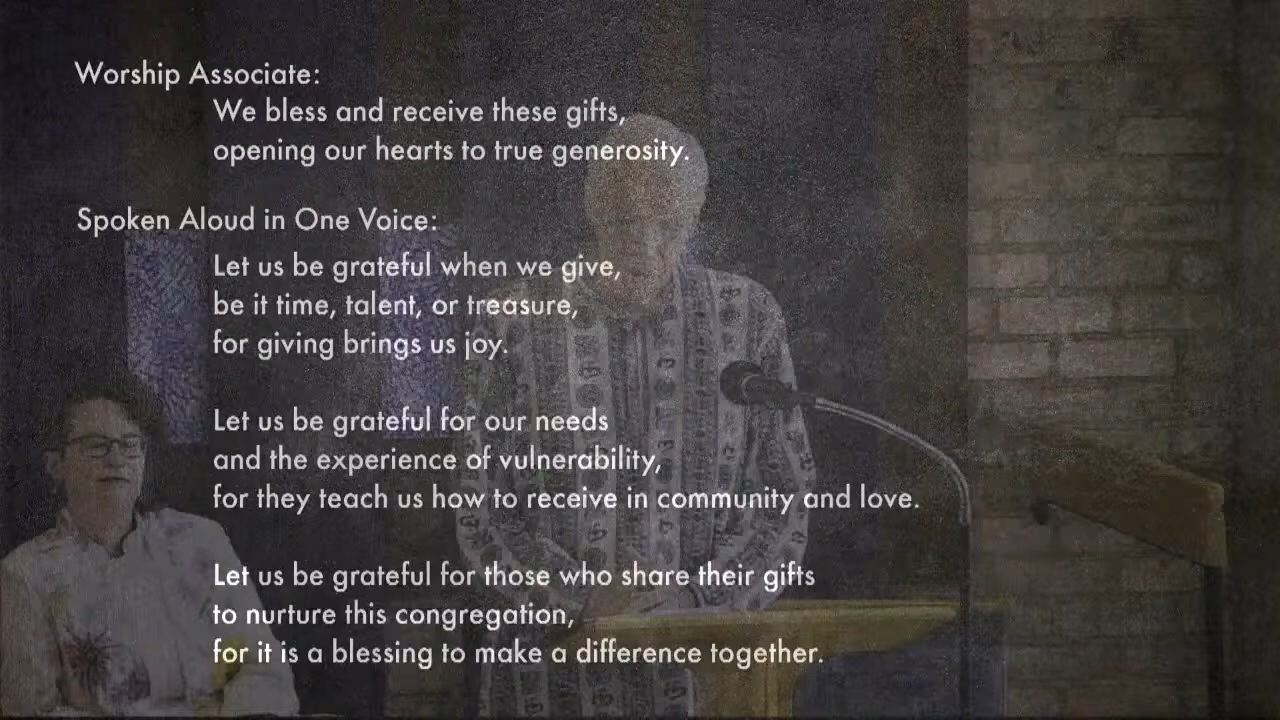 Worship Associate:
We bless and receive these gifts,
opening our hearts to true generosity.
Spoken Aloud in One Voice:
Let us be grateful when we give,
be it time, talent, or treasure,
for giving brings us joy.
Let us be grateful for our needs
and the experience of vulnerability,
for they teach us how to receive in community and love.
Let us be grateful for those who share their gifts
to nurture this congregation,
for it is a blessing to make a difference together.